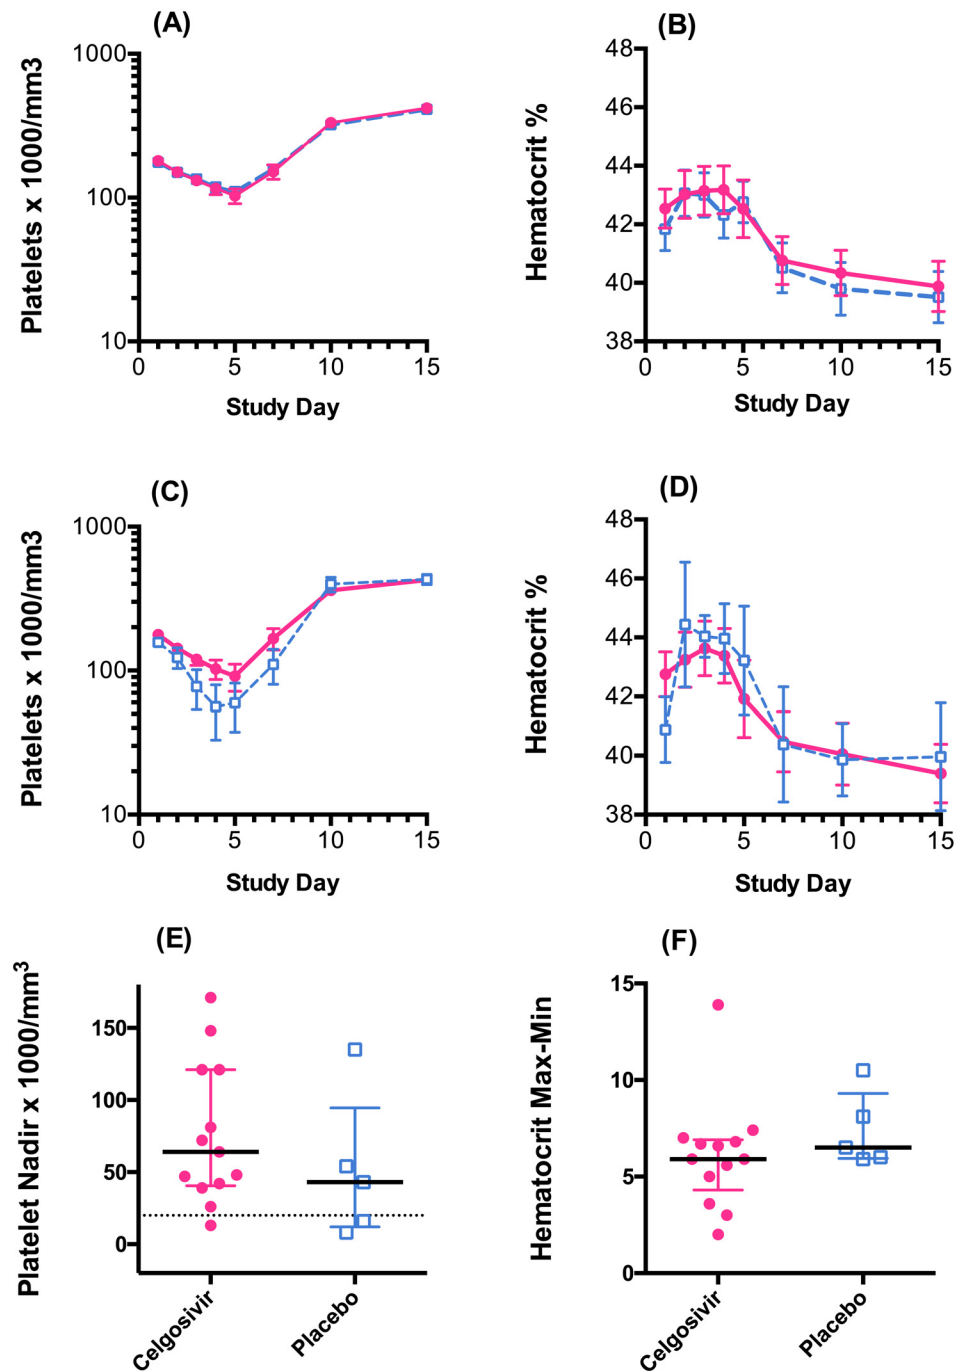 (A)
Platelets x 1000/mm3
1000
100
10
0 5 10 15
Study Day
(B)
Hematocrit %
48
46
44
42
40
38
0 5 10 15
Study Day
(C)
Platelets x 1000/mm3
1000
100
10
0 5 10 15
Study Day
(D)
Hematocrit %
48
46
44
42
40
38
0 5 10 15
Study Day
(E)
Platelet Nadir x 1000/mm³
150
100
50
0
Celgosivir
Placebo
(F)
Hematocrit Max-Min
15
10
5
0
Celgosivir
Placebo